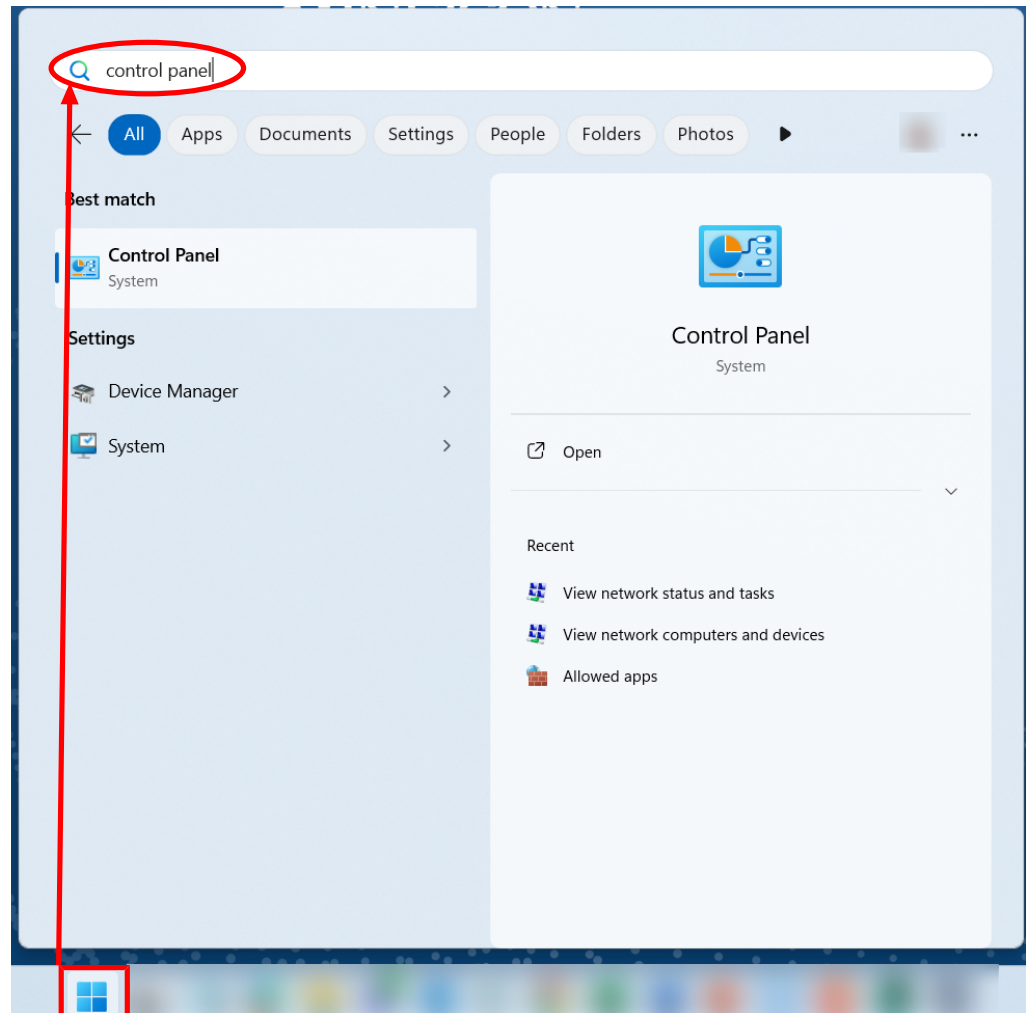 control panel
All Apps Documents Settings People Folders Photos
Best match
Control Panel
System
Settings
Device Manager
System
Control Panel
System
Open
Recent
View network status and tasks
View network computers and devices
Allowed apps